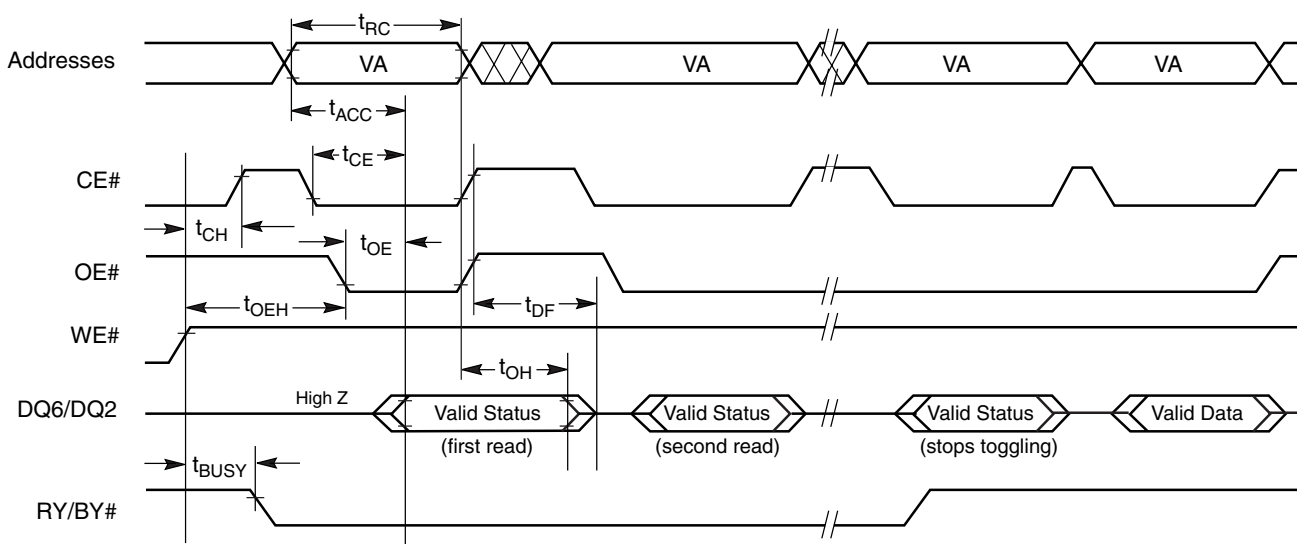 tRC
Addresses VA VA VA VA
tACC
tCE
CE#
tCH tOE
OE#
tOEH tDF
WE#
tOH
High Z
DQ6/DQ2 Valid Status Valid Status Valid Status Valid Data
(first read) (second read) (stops toggling)
tBUSY
RY/BY#